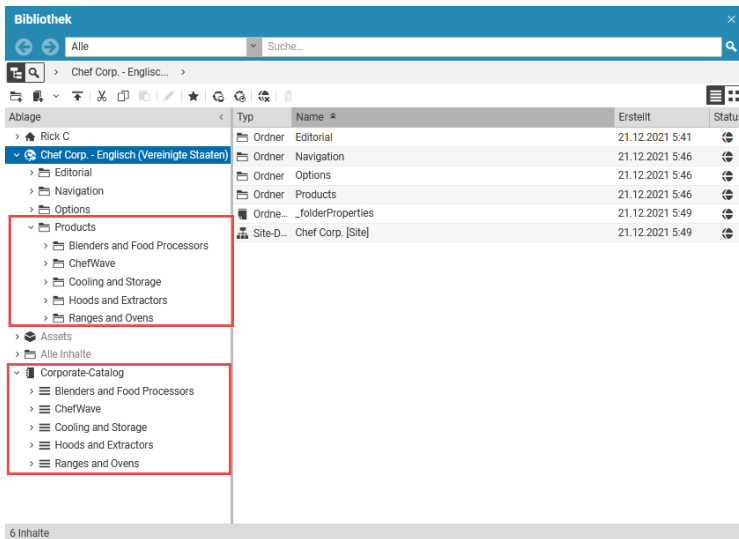 Bibliothek
Alle
Suche...
Chef Corp. - Englisc...
Ablage
Typ Name Erstellt Status
Rick C
Chef Corp. - Englisch (Vereinigte Staaten)
Editorial
Navigation
Options
Products
Blenders and Food Processors
ChefWave
Cooling and Storage
Hoods and Extractors
Ranges and Ovens
Assets
Alle Inhalte
Corporate-Catalog
Blenders and Food Processors
ChefWave
Cooling and Storage
Hoods and Extractors
Ranges and Ovens
Ordner Editorial 21.12.2021 5:41
Ordner Navigation 21.12.2021 5:46
Ordner Options 21.12.2021 5:46
Ordner Products 21.12.2021 5:46
Ordne... _folderProperties 21.12.2021 5:49
Site-D... Chef Corp. [Site] 21.12.2021 5:49
6 Inhalte